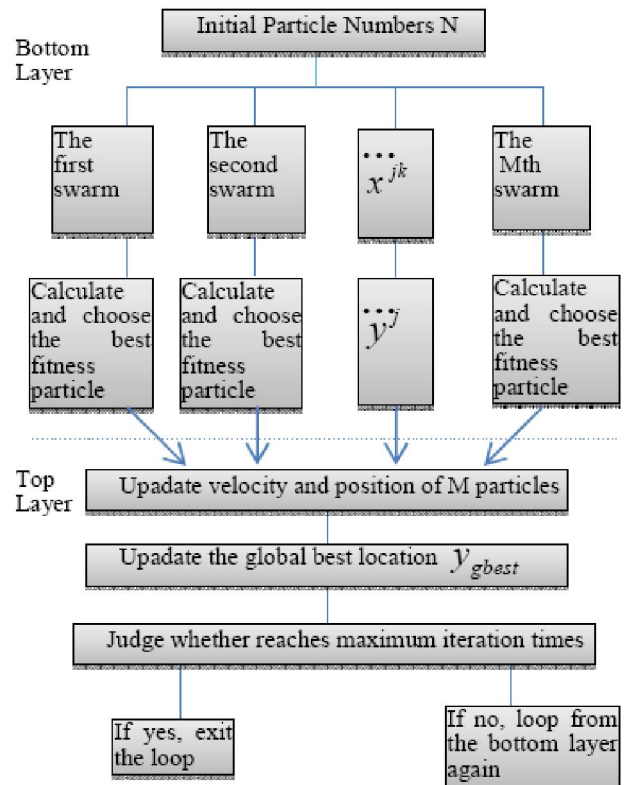 Initial Particle Numbers N
Bottom
Layer
The
first
swarm
The
second
swarm
...
x^{jk}
The
Mth
swarm
Calculate
and choose
the best
fitness
particle
Calculate
and choose
the best
fitness
particle
...
y^{j}
Calculate
and choose
the best
fitness
particle
Top
Layer
Upadate velocity and position of M particles
Upadate the global best location y_{gbest}
Judge whether reaches maximum iteration times
If yes, exit
the loop
If no, loop from
the bottom layer
again